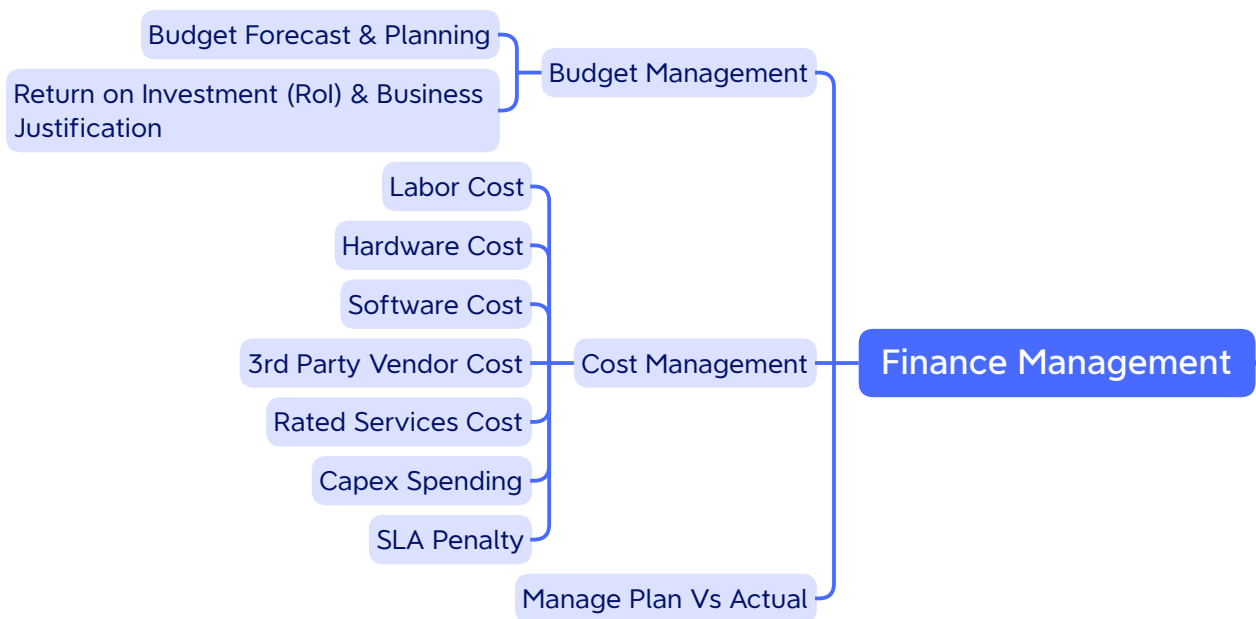 Budget Forecast & Planning
Return on Investment (RoI) & Business
Justification
Budget Management
Labor Cost
Hardware Cost
Software Cost
3rd Party Vendor Cost
Rated Services Cost
Capex Spending
SLA Penalty
Cost Management
Manage Plan Vs Actual
Finance Management